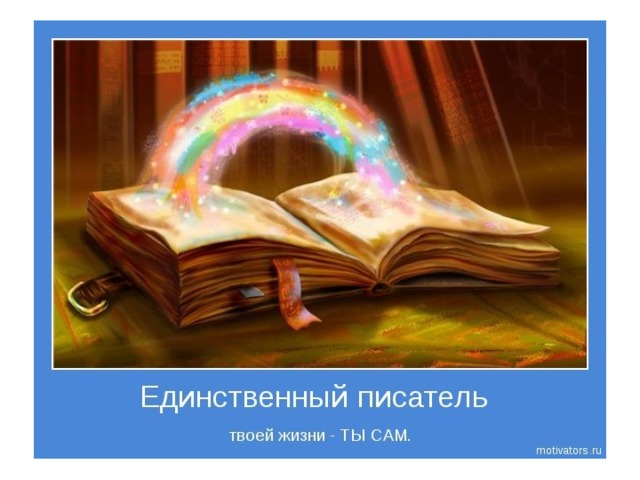 Единственный писатель
твоей жизни - ТЫ САМ.
motivators.ru